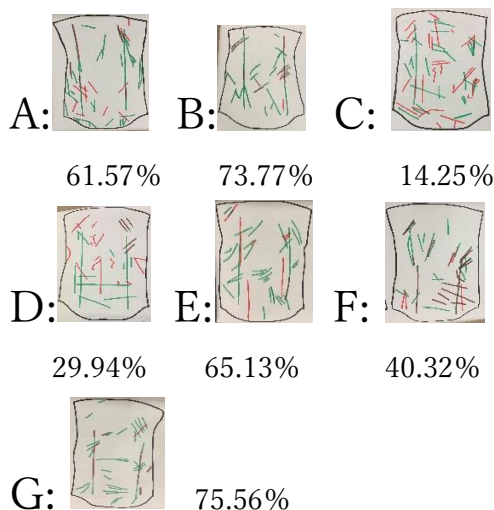 A: B: C:
61.57% 73.77% 14.25%
D: E: F:
29.94% 65.13% 40.32%
G: 75.56%